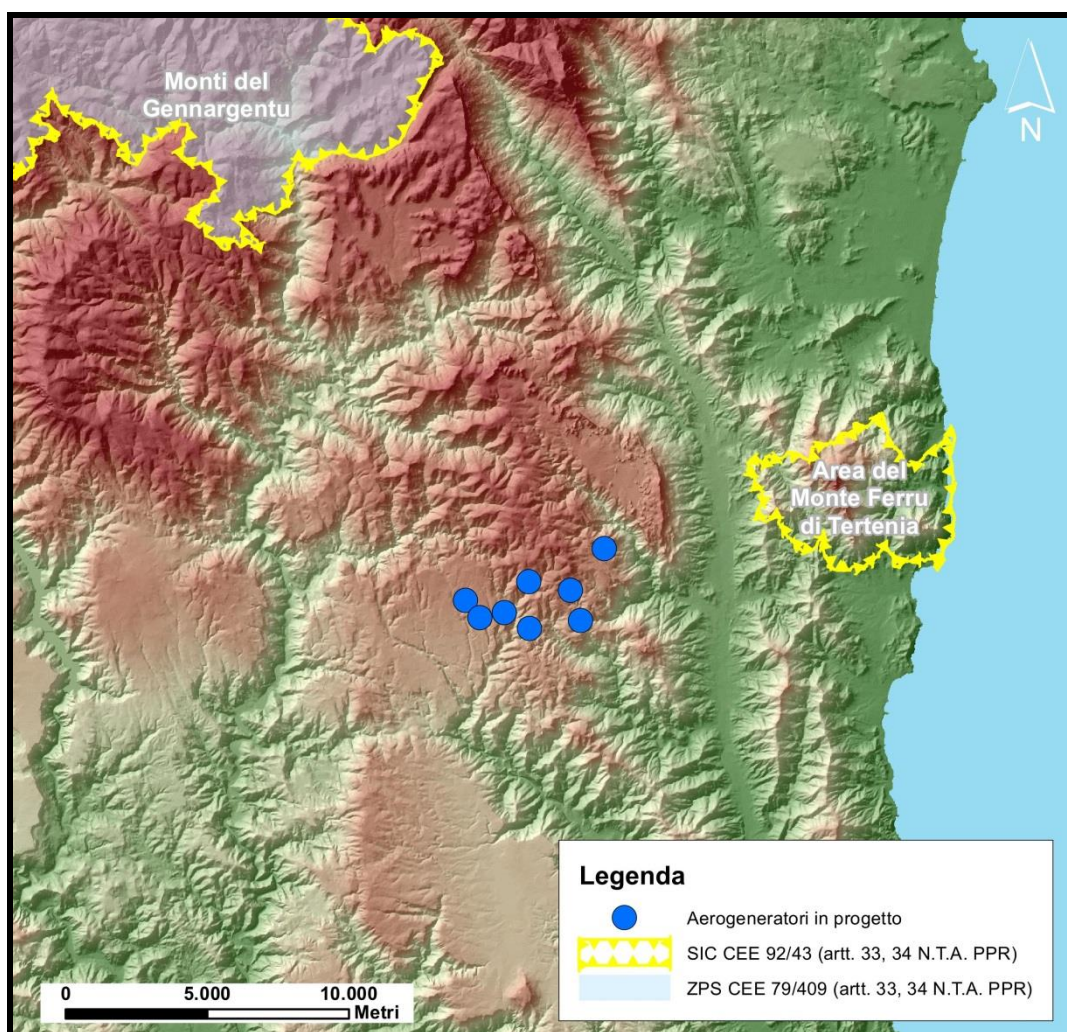 Monti del
Gennargentu
N
Area del
Monte Ferru
di Tertenia
Legenda
Aerogeneratori in progetto
SIC CEE 92/43 (artt. 33, 34 N.T.A. PPR)
ZPS CEE 79/409 (artt. 33, 34 N.T.A. PPR)
0 5.000 10.000
Metri